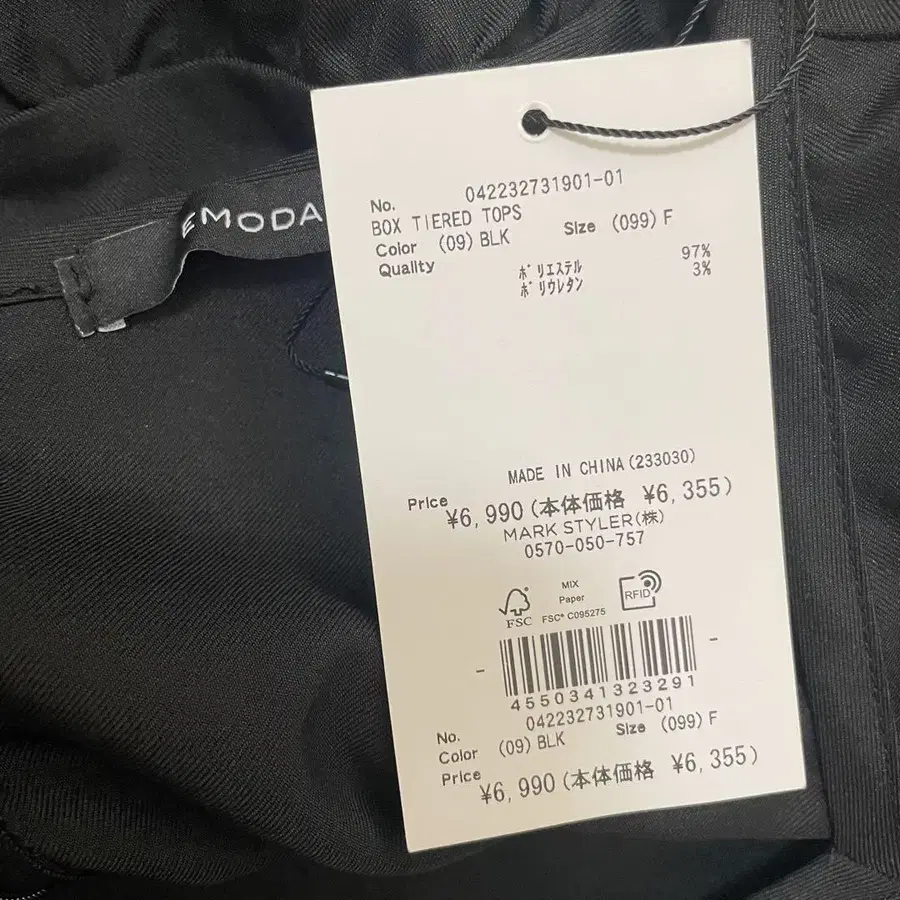 EMODA
No. 042232731901-01
BOX TIERED TOPS
Color (09) BLK Size (099) F
Quality
ﾎﾟﾘｴｽﾃﾙ 97%
ﾎﾟﾘｳﾚﾀﾝ 3%
MADE IN CHINA(233030)
Price
¥6,990(本体価格 ¥6,355)
MARK STYLER(株)
0570-050-757
FSC
MIX
Paper
FSC® C095275
RFID
4550341323291
042232731901-01
No.
Color (09) BLK Size (099) F
Price
¥6,990(本体価格 ¥6,355)